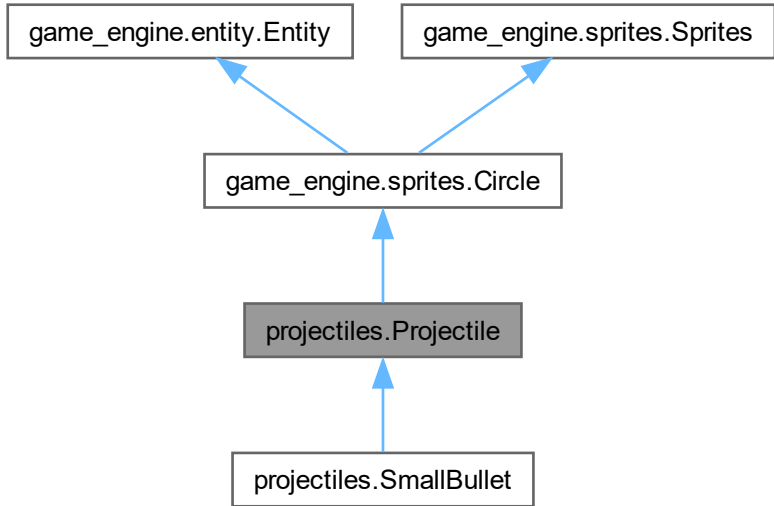 game_engine.entity.Entity
game_engine.sprites.Sprites
game_engine.sprites.Circle
projectiles.Projectile
projectiles.SmallBullet